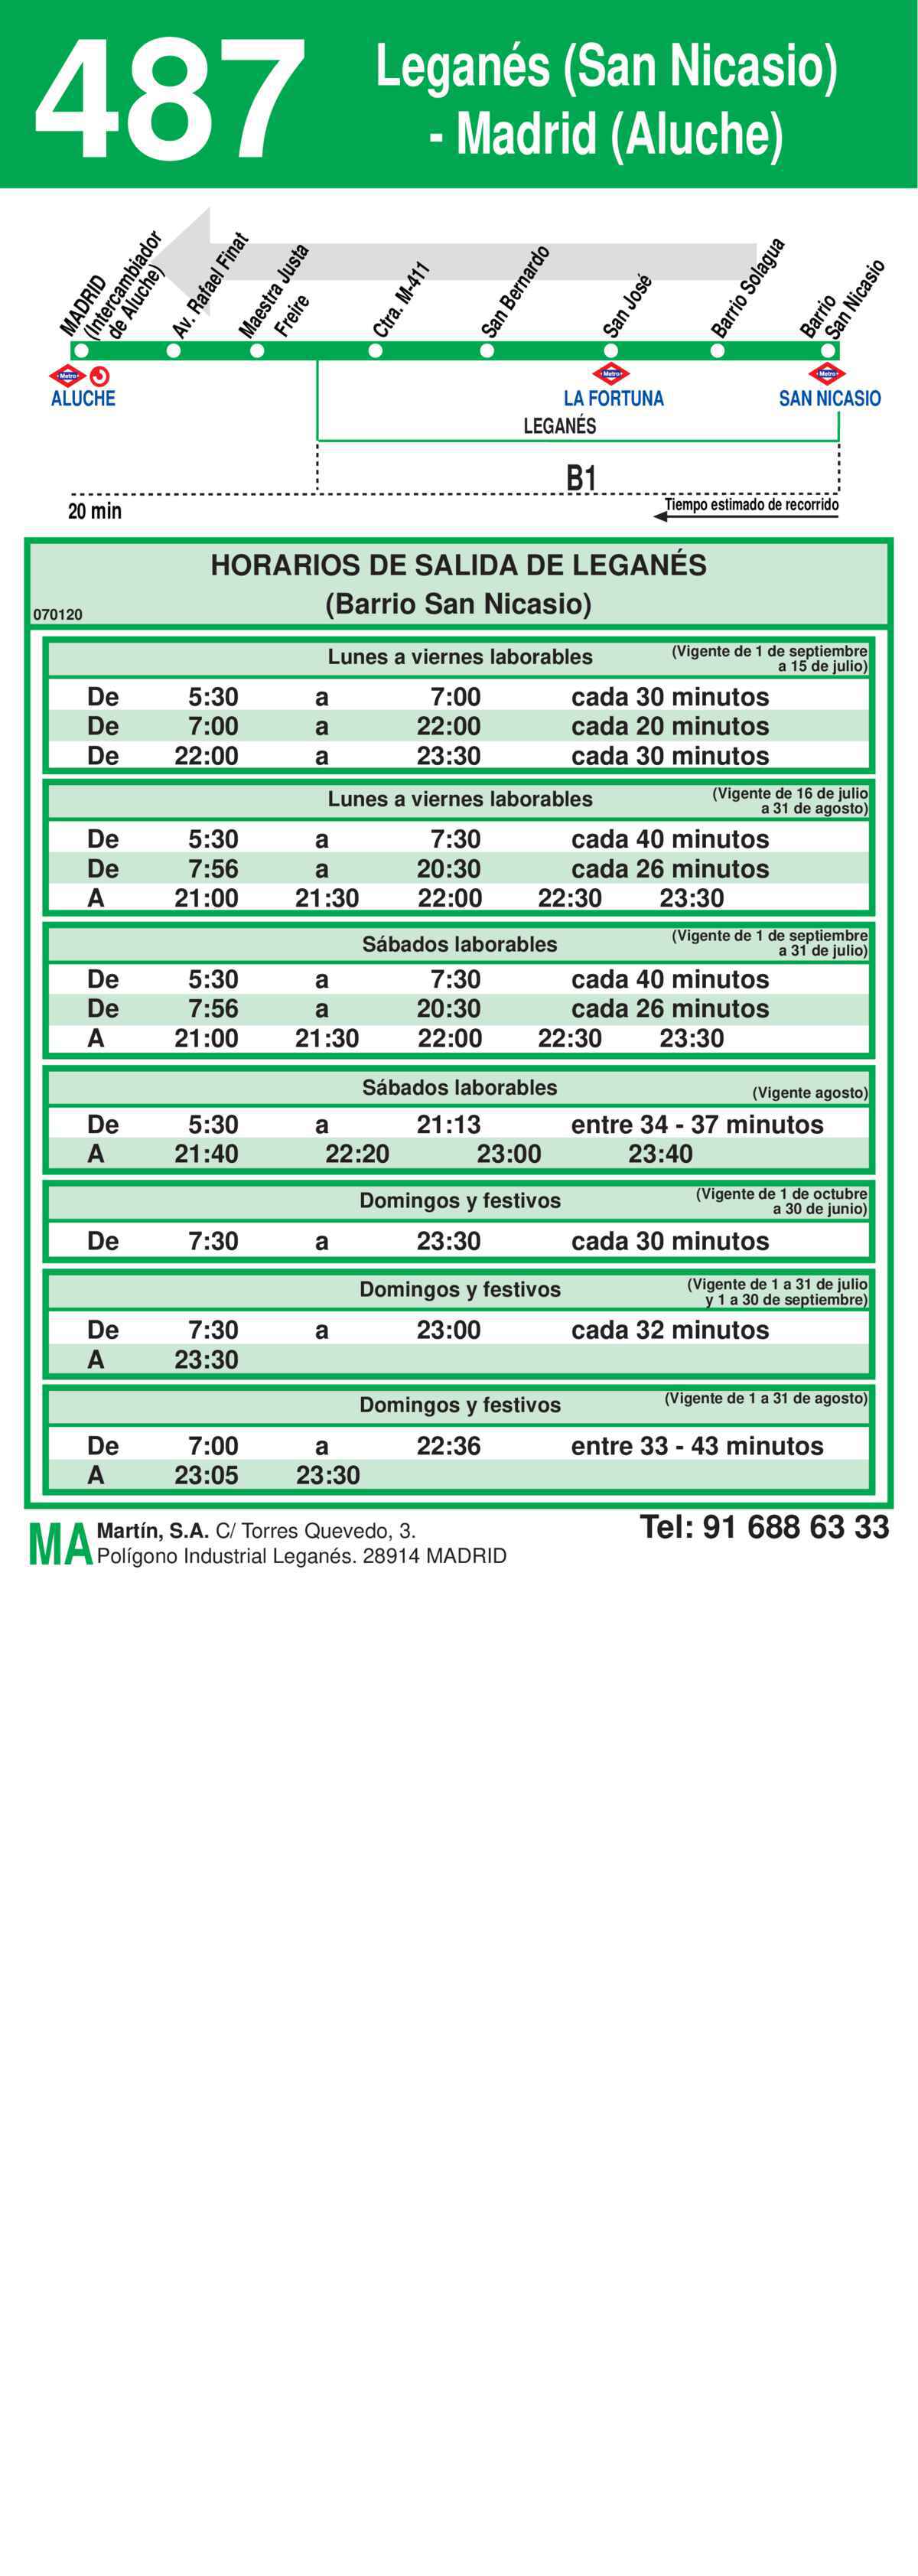 487
Leganés (San Nicasio)
- Madrid (Aluche)
MADRID
(Intercambiador
de Aluche)
Av. Rafael Finat
Maestra Justa
Freire
Ctra. M-411
San Bernardo
San José
Barrio Solagua
Barrio
San Nicasio
Metro
Metro
Metro
ALUCHE
LA FORTUNA
SAN NICASIO
LEGANÉS
B1
Tiempo estimado de recorrido
20 min
HORARIOS DE SALIDA DE LEGANÉS
(Barrio San Nicasio)
070120
Lunes a viernes laborables (Vigente de 1 de septiembre
a 15 de julio)
De 5:30 a 7:00 cada 30 minutos
De 7:00 a 22:00 cada 20 minutos
De 22:00 a 23:30 cada 30 minutos
Lunes a viernes laborables (Vigente de 16 de julio
a 31 de agosto)
De 5:30 a 7:30 cada 40 minutos
De 7:56 a 20:30 cada 26 minutos
A 21:00 21:30 22:00 22:30 23:30
Sábados laborables (Vigente de 1 de septiembre
a 31 de julio)
De 5:30 a 7:30 cada 40 minutos
De 7:56 a 20:30 cada 26 minutos
A 21:00 21:30 22:00 22:30 23:30
Sábados laborables (Vigente agosto)
De 5:30 a 21:13 entre 34 - 37 minutos
A 21:40 22:20 23:00 23:40
Domingos y festivos (Vigente de 1 de octubre
a 30 de junio)
De 7:30 a 23:30 cada 30 minutos
Domingos y festivos (Vigente de 1 a 31 de julio
y 1 a 30 de septiembre)
De 7:30 a 23:00 cada 32 minutos
A 23:30
Domingos y festivos (Vigente de 1 a 31 de agosto)
De 7:00 a 22:36 entre 33 - 43 minutos
A 23:05 23:30
MA Martín, S.A. C/ Torres Quevedo, 3.
Polígono Industrial Leganés. 28914 MADRID
Tel: 91 688 63 33